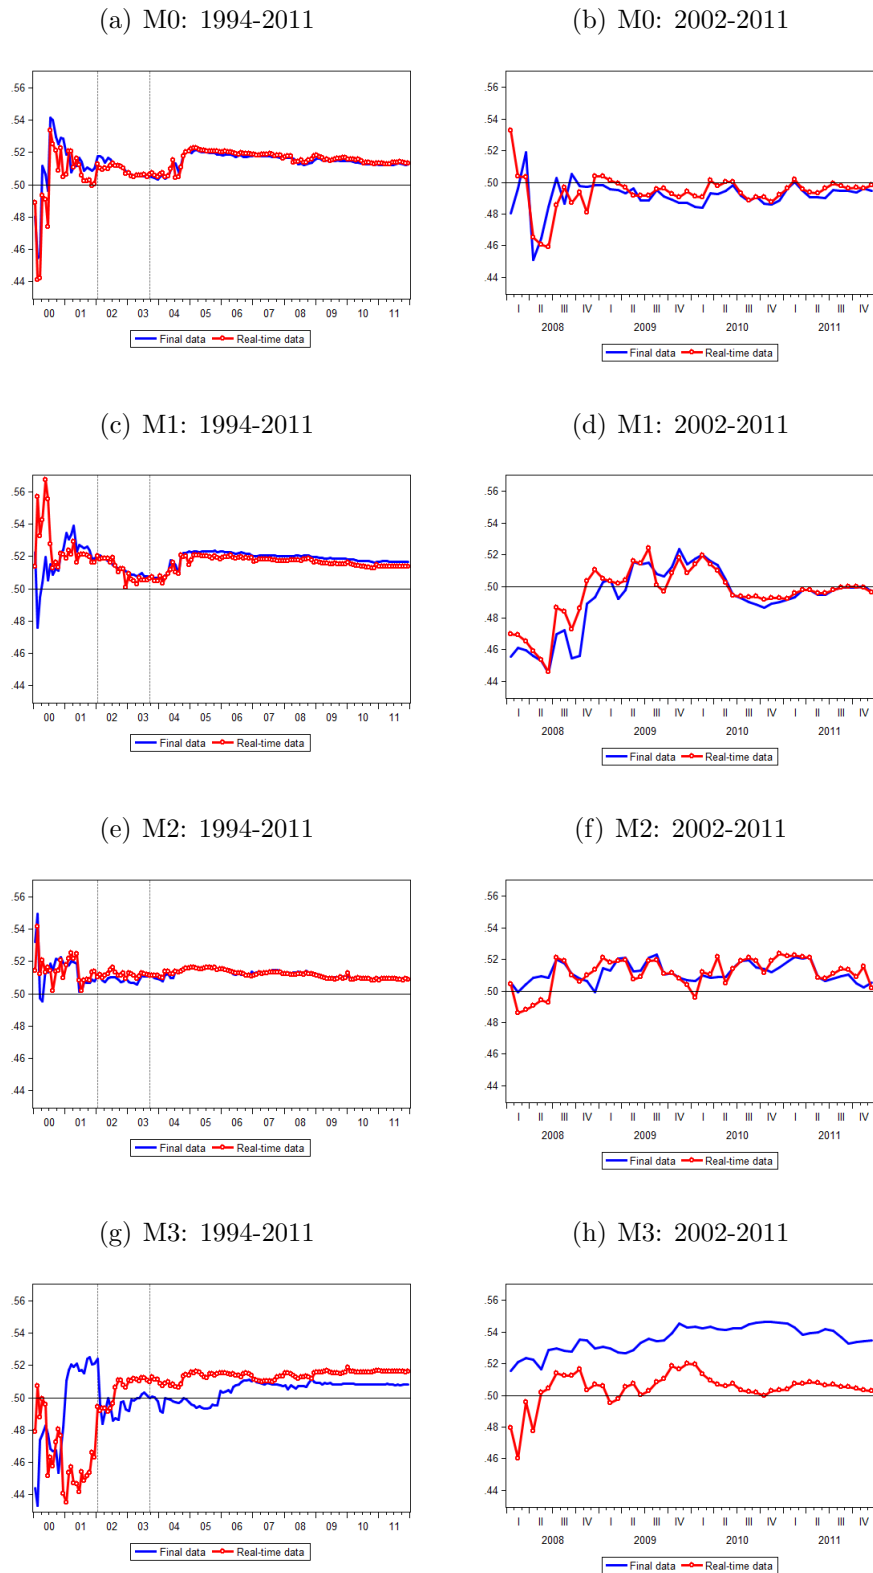 (a) M0: 1994-2011
(b) M0: 2002-2011
.56
.54
.52
.50
.48
.46
.44
00 01 02 03 04 05 06 07 08 09 10 11
Final data Real-time data
.56
.54
.52
.50
.48
.46
.44
I II III IV I II III IV I II III IV I II III IV
2008 2009 2010 2011
Final data Real-time data
(c) M1: 1994-2011
(d) M1: 2002-2011
.56
.54
.52
.50
.48
.46
.44
00 01 02 03 04 05 06 07 08 09 10 11
Final data Real-time data
.56
.54
.52
.50
.48
.46
.44
I II III IV I II III IV I II III IV I II III IV
2008 2009 2010 2011
Final data Real-time data
(e) M2: 1994-2011
(f) M2: 2002-2011
.56
.54
.52
.50
.48
.46
.44
00 01 02 03 04 05 06 07 08 09 10 11
Final data Real-time data
.56
.54
.52
.50
.48
.46
.44
I II III IV I II III IV I II III IV I II III IV
2008 2009 2010 2011
Final data Real-time data
(g) M3: 1994-2011
(h) M3: 2002-2011
.56
.54
.52
.50
.48
.46
.44
00 01 02 03 04 05 06 07 08 09 10 11
Final data Real-time data
.56
.54
.52
.50
.48
.46
.44
I II III IV I II III IV I II III IV I II III IV
2008 2009 2010 2011
Final data Real-time data